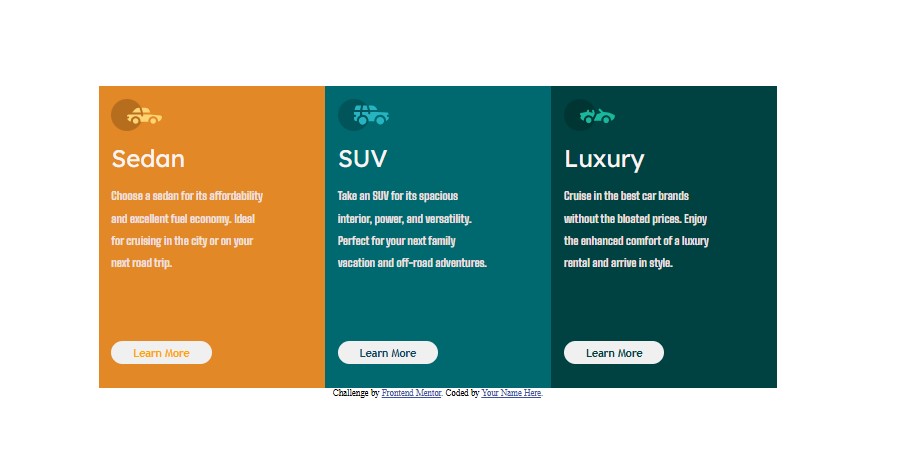 Sedan
Choose a sedan for its affordability
and excellent fuel economy. Ideal
for cruising in the city or on your
next road trip.
Learn More
SUV
Take an SUV for its spacious
interior, power, and versatility.
Perfect for your next family
vacation and off-road adventures.
Learn More
Luxury
Cruise in the best car brands
without the bloated prices. Enjoy
the enhanced comfort of a luxury
rental and arrive in style.
Learn More
Challenge by Frontend Mentor. Coded by Your Name Here.